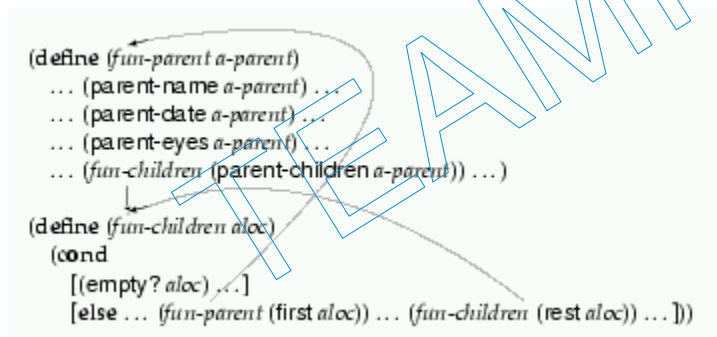 (define (fun-parent a-parent)
... (parent-name a-parent) ...
... (parent-date a-parent) ...
... (parent-eyes a-parent) ...
... (fun-children (parent-children a-parent)) ...)
(define (fun-children aloc)
(cond
[(empty? aloc) ...]
[else ... (fun-parent (first aloc)) ... (fun-children (rest aloc)) ...]))
TEAM